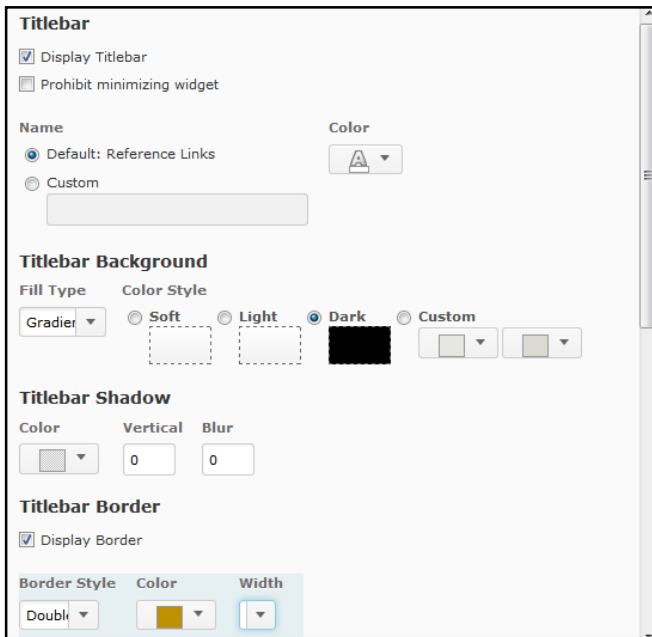 Titlebar
Display Titlebar
Prohibit minimizing widget
Name Color
Default: Reference Links
A
Custom
Titlebar Background
Fill Type Color Style
Gradier Soft Light Dark Custom
Titlebar Shadow
Color Vertical Blur
0 0
Titlebar Border
Display Border
Border Style Color Width
Double